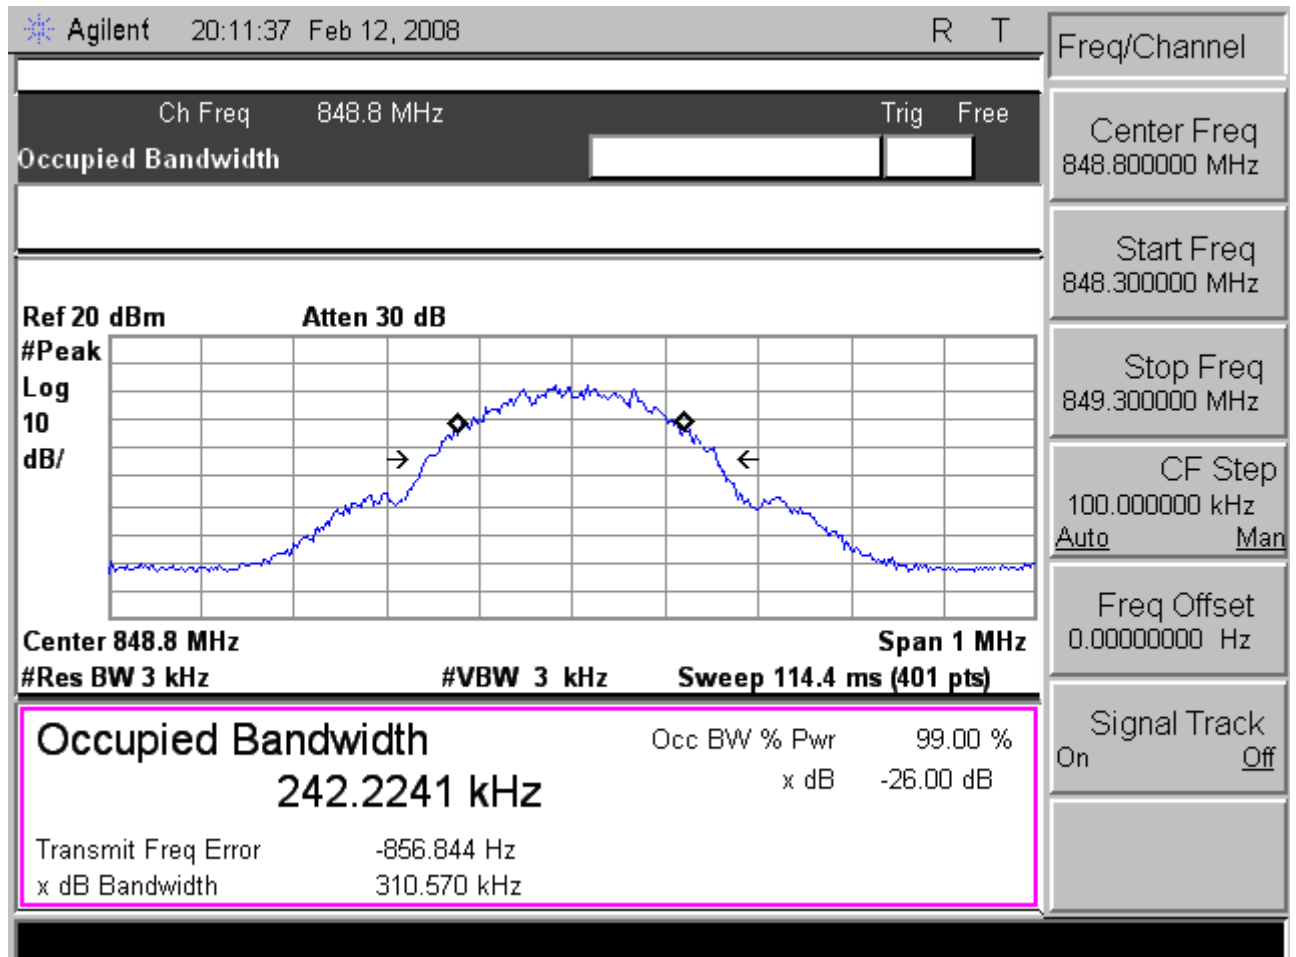 Agilent 20:11:37 Feb 12, 2008 R T
Freq/Channel
Ch Freq 848.8 MHz Trig Free
Occupied Bandwidth
Center Freq
848.800000 MHz
Start Freq
848.300000 MHz
Stop Freq
849.300000 MHz
CF Step
100.000000 kHz
Auto Man
Freq Offset
0.00000000 Hz
Signal Track
On Off
Ref 20 dBm Atten 30 dB
#Peak
Log
10
dB/
Center 848.8 MHz Span 1 MHz
#Res BW 3 kHz #VBW 3 kHz Sweep 114.4 ms (401 pts)
Occupied Bandwidth Occ BW % Pwr 99.00 %
242.2241 kHz x dB -26.00 dB
Transmit Freq Error -856.844 Hz
x dB Bandwidth 310.570 kHz